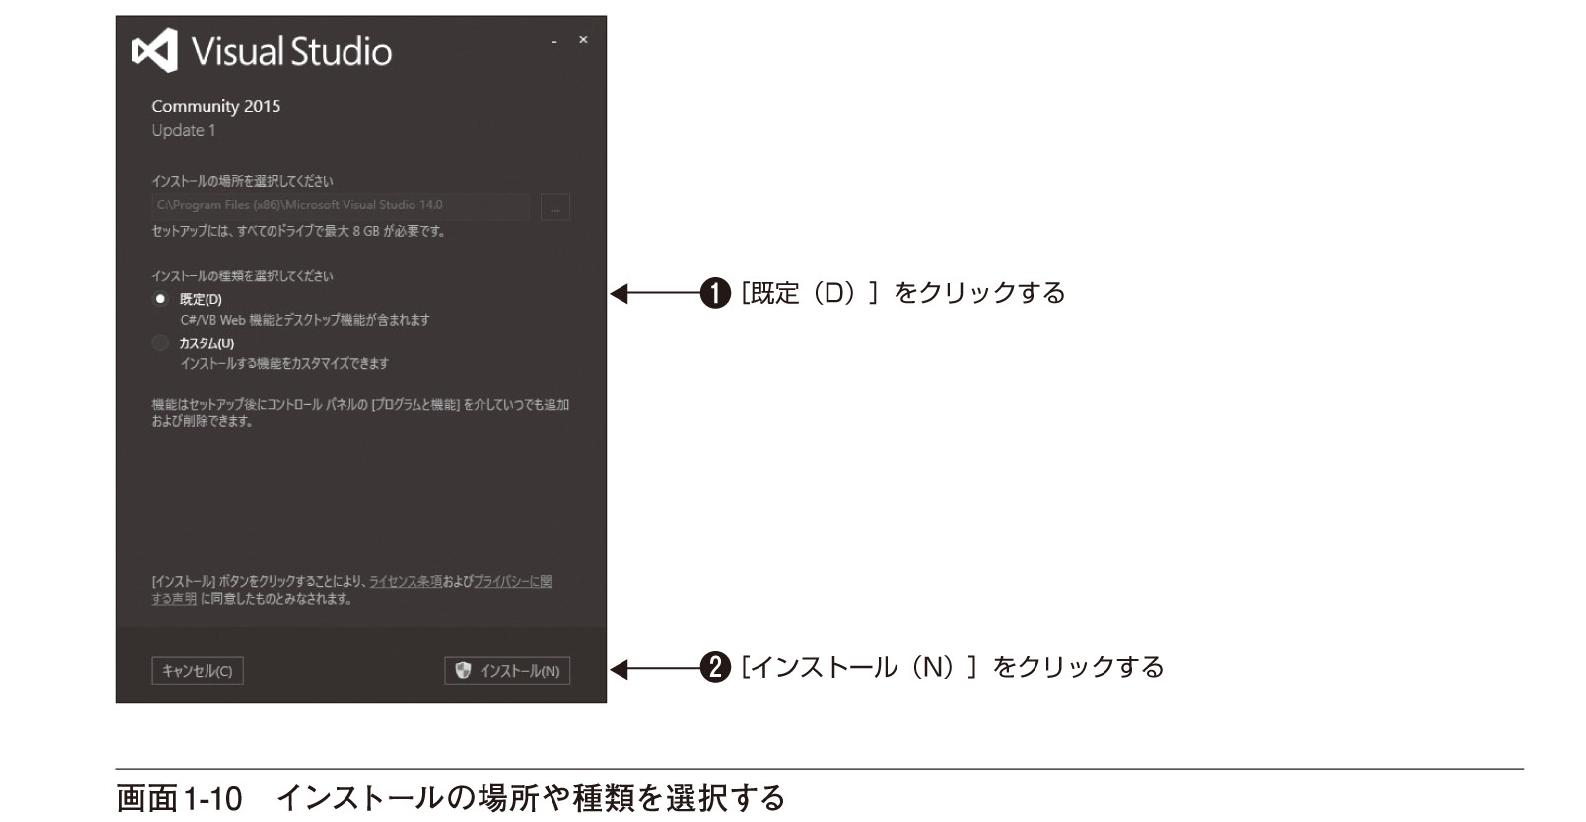 Visual Studio
Community 2015
Update 1
インストールの場所を選択してください
C:\Program Files (x86)\Microsoft Visual Studio 14.0
...
セットアップには、すべてのドライブで最大 8 GB が必要です。
インストールの種類を選択してください
既定(D)
C#/VB Web 機能とデスクトップ機能が含まれます
カスタム(U)
インストールする機能をカスタマイズできます
機能はセットアップ後にコントロール パネルの [プログラムと機能] を介していつでも追加
および削除できます。
[インストール] ボタンをクリックすることにより、ライセンス条項およびプライバシーに関
する声明 に同意したものとみなされます。
キャンセル(C)
インストール(N)
❶ [既定（D）] をクリックする
❷ [インストール（N）] をクリックする
画面1-10　インストールの場所や種類を選択する